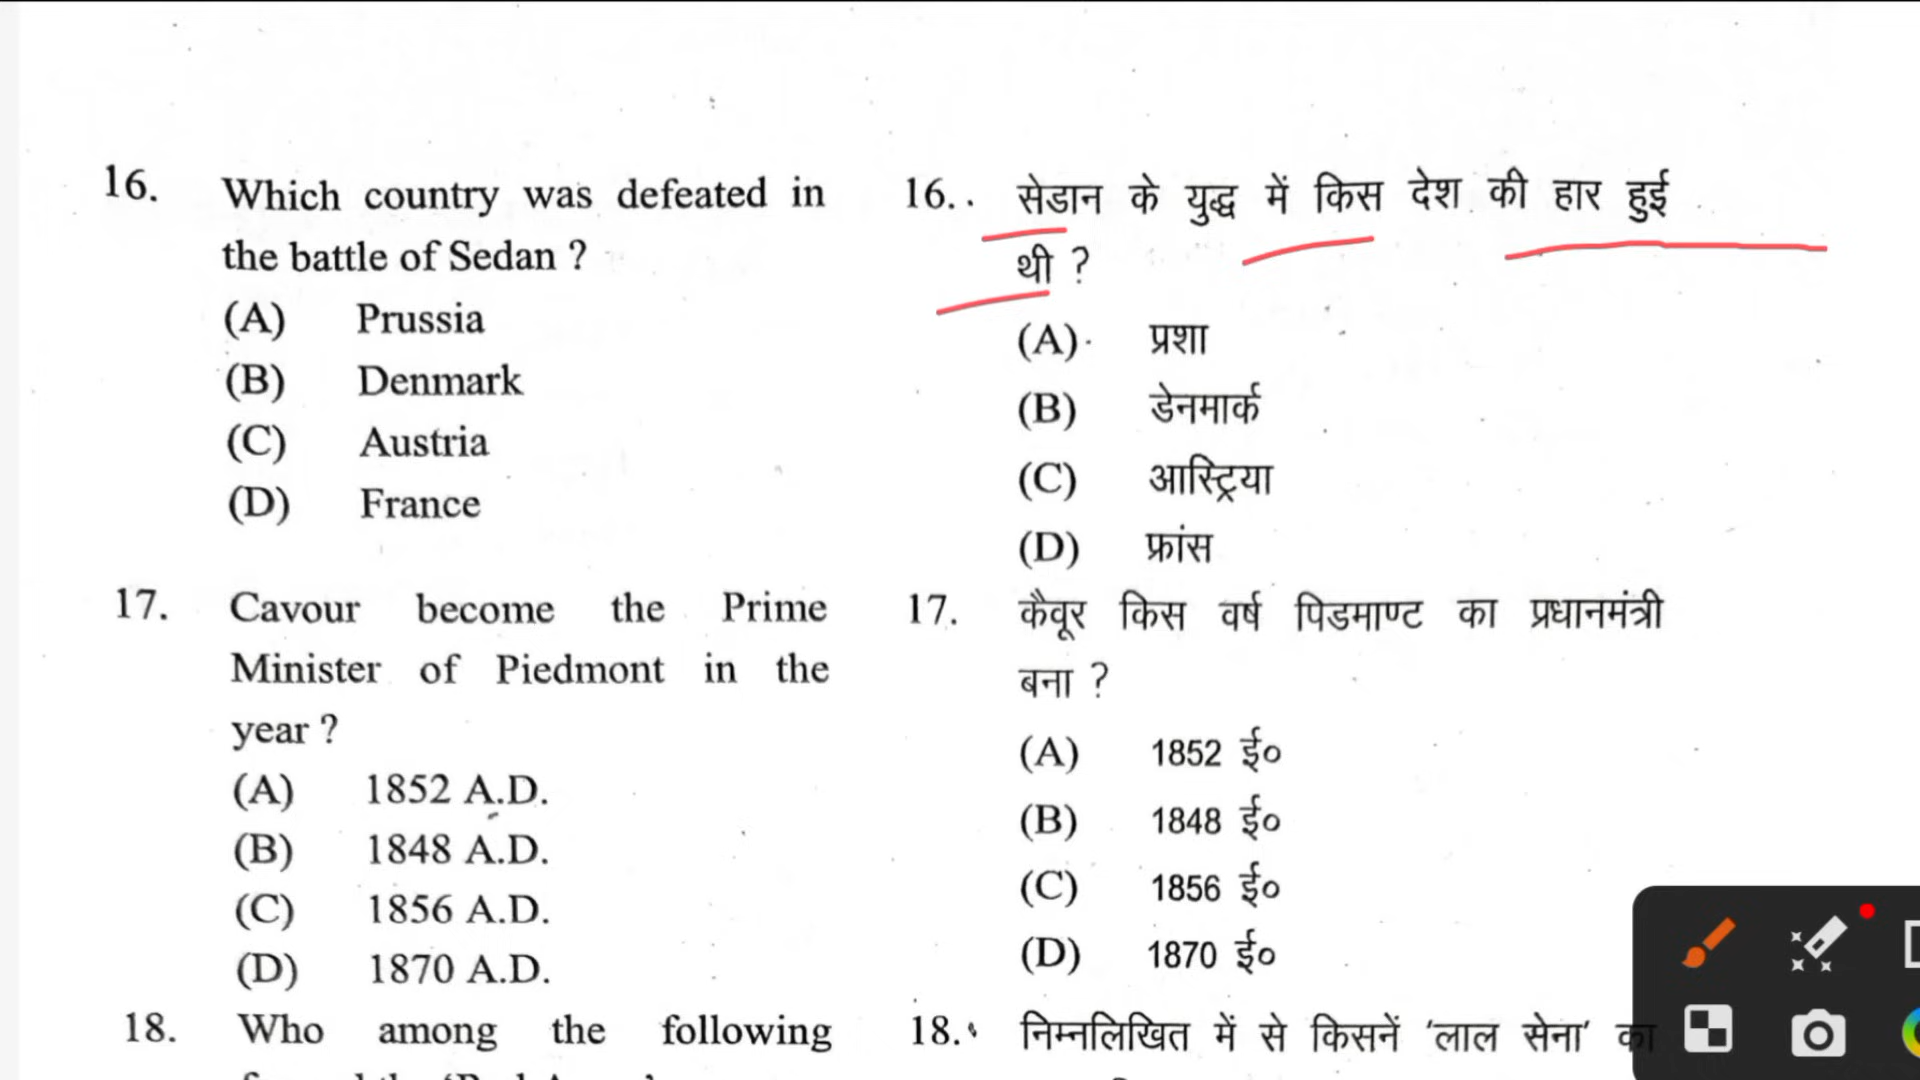 16. Which country was defeated in
the battle of Sedan ?
(A) Prussia
(B) Denmark
(C) Austria
(D) France
17. Cavour become the Prime
Minister of Piedmont in the
year ?
(A) 1852 A.D.
(B) 1848 A.D.
(C) 1856 A.D.
(D) 1870 A.D.
18. Who among the following
16. सेडान के युद्ध में किस देश की हार हुई
थी ?
(A) प्रशा
(B) डेनमार्क
(C) आस्ट्रिया
(D) फ्रांस
17. कैवूर किस वर्ष पिडमाण्ट का प्रधानमंत्री
बना ?
(A) 1852 ई०
(B) 1848 ई०
(C) 1856 ई०
(D) 1870 ई०
18. निम्नलिखित में से किसनें 'लाल सेना' का